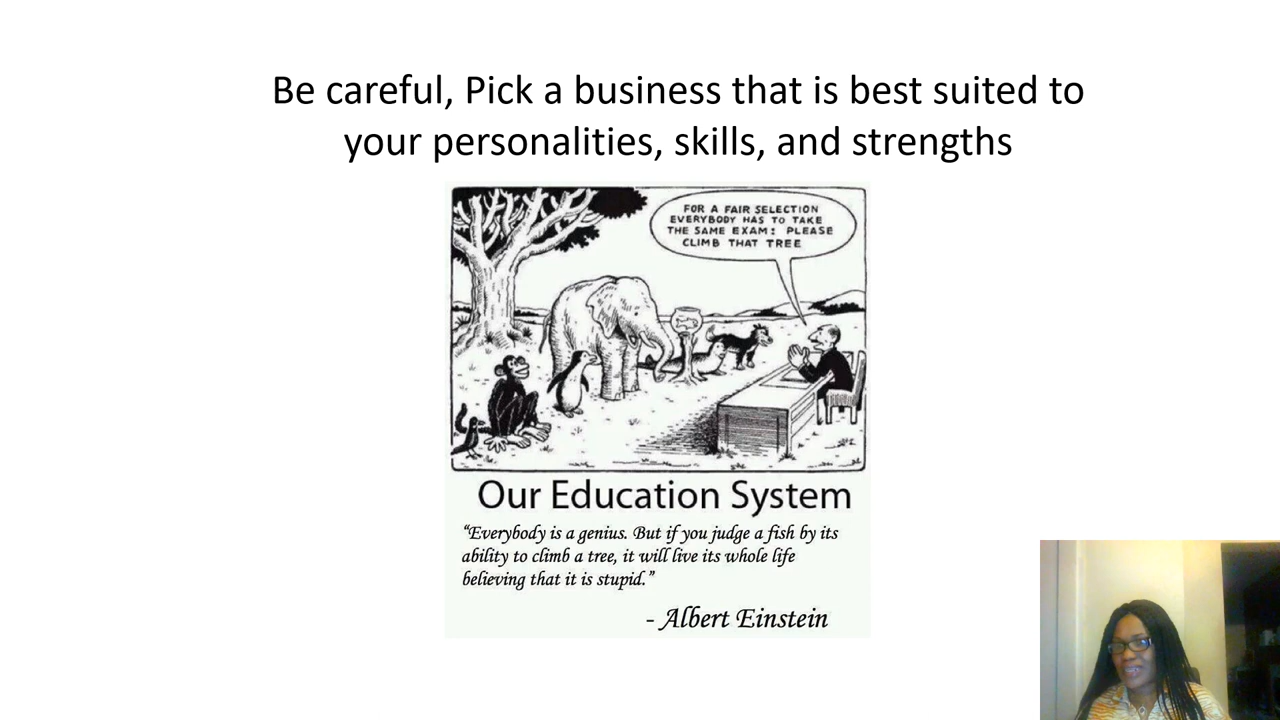 Be careful, Pick a business that is best suited to
your personalities, skills, and strengths
FOR A FAIR SELECTION
EVERYBODY HAS TO TAKE
THE SAME EXAM: PLEASE
CLIMB THAT TREE
Our Education System
“Everybody is a genius. But if you judge a fish by its
ability to climb a tree, it will live its whole life
believing that it is stupid.”
- Albert Einstein